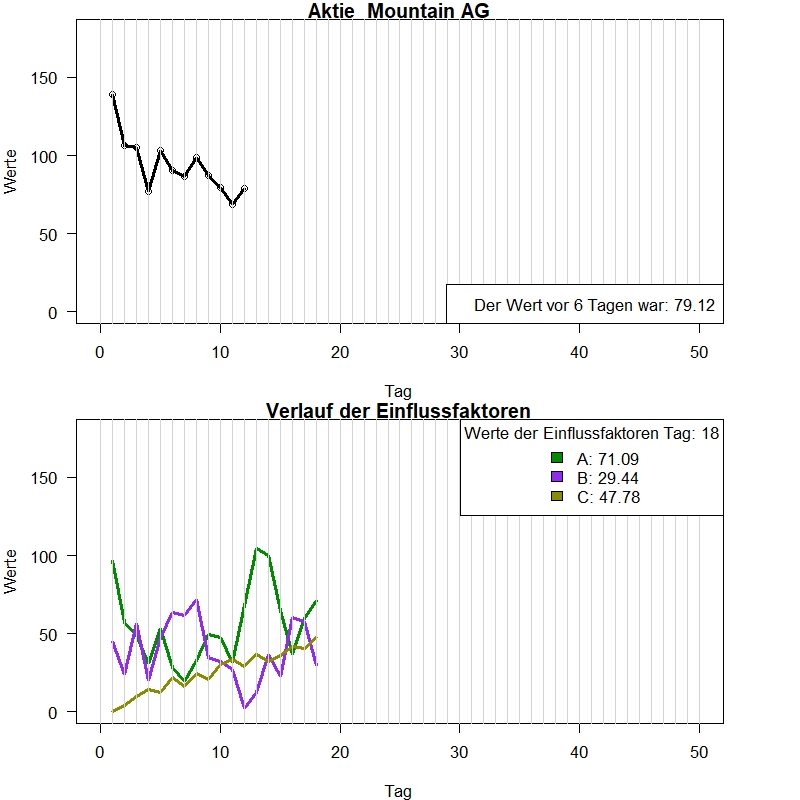 Aktie  Mountain AG
Werte
150
100
50
0
Der Wert vor 6 Tagen war: 79.12
0 10 20 30 40 50
Tag
Verlauf der Einflussfaktoren
Werte
150
100
50
0
Werte der Einflussfaktoren Tag: 18
A: 71.09
B: 29.44
C: 47.78
0 10 20 30 40 50
Tag